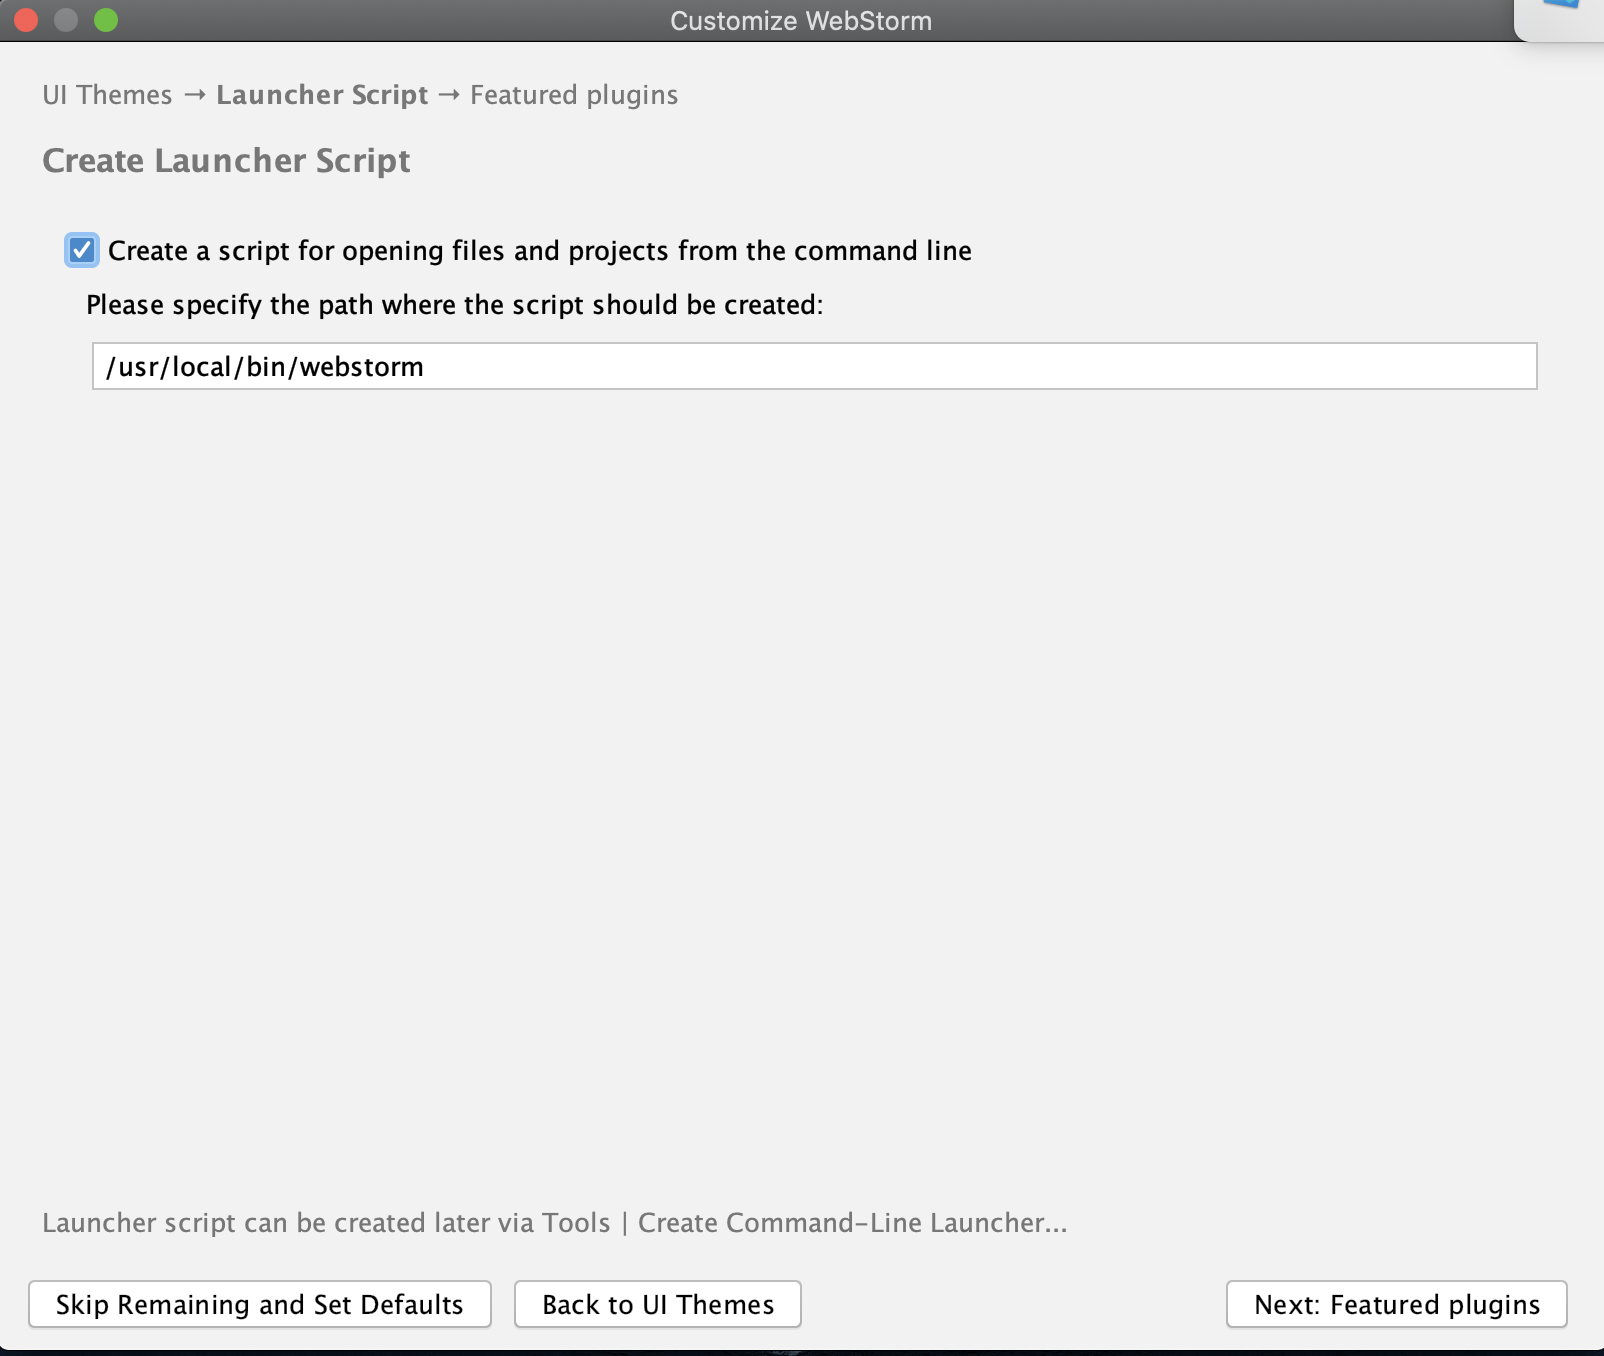 Customize WebStorm
UI Themes → Launcher Script → Featured plugins
Create Launcher Script
Create a script for opening files and projects from the command line
Please specify the path where the script should be created:
/usr/local/bin/webstorm
Launcher script can be created later via Tools | Create Command-Line Launcher...
Skip Remaining and Set Defaults
Back to UI Themes
Next: Featured plugins